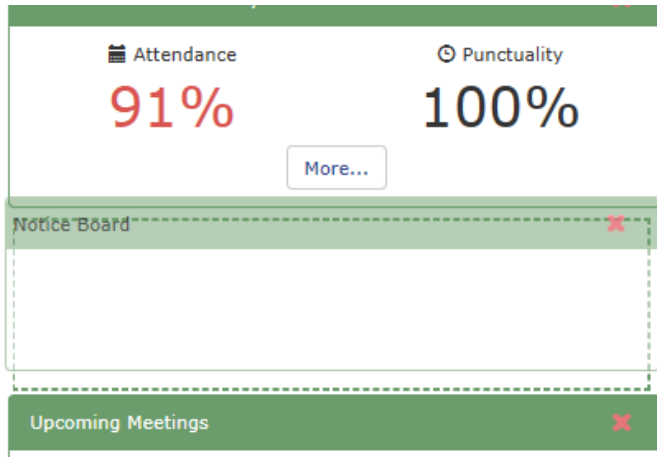 Attendance Punctuality
91% 100%
More...
Notice Board
Upcoming Meetings